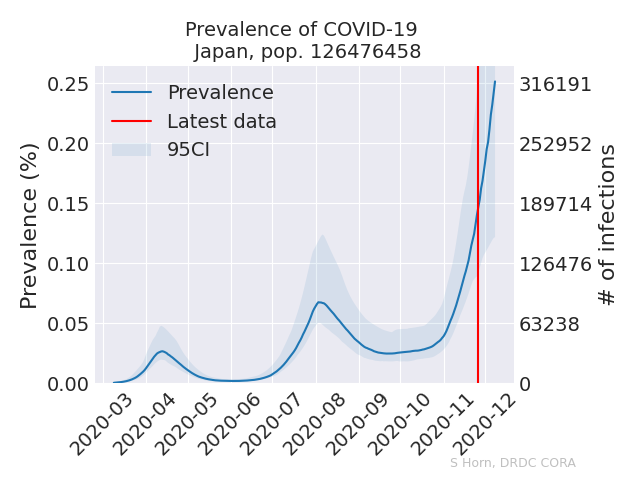 Prevalence of COVID-19
Japan, pop. 126476458
Prevalence
Latest data
95CI
Prevalence (%)
0.25
0.20
0.15
0.10
0.05
0.00
316191
252952
189714
126476
63238
0
# of infections
2020-03
2020-04
2020-05
2020-06
2020-07
2020-08
2020-09
2020-10
2020-11
2020-12
S Horn, DRDC CORA